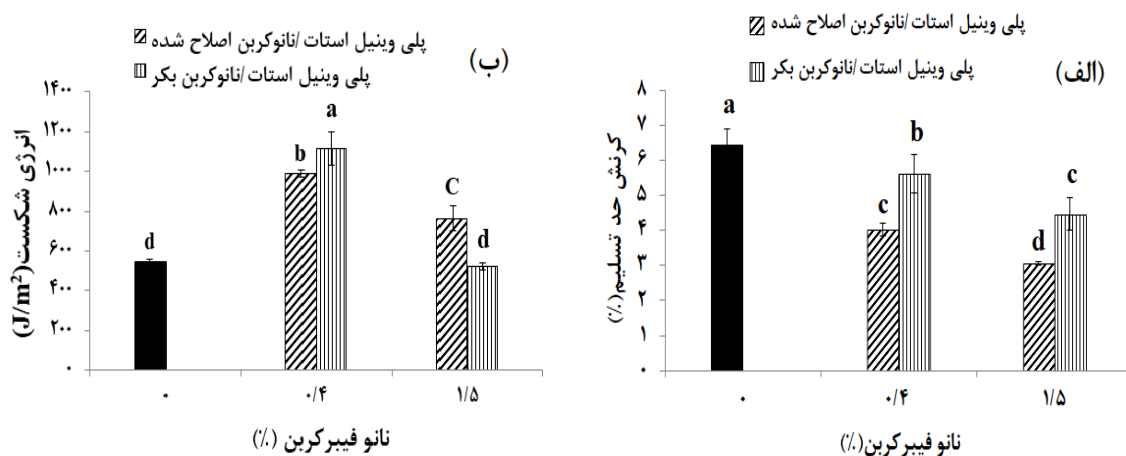 (الف)
پلی وینیل استات /نانوکربن اصلاح شده
پلی وینیل استات /نانوکربن بکر
کرنش حد تسلیم(٪)
۸
۷
۶
۵
۴
۳
۲
۱
۰
a
c
b
d
c
۰
۰/۴
۱/۵
نانو فیبرکربن(٪)
(ب)
پلی وینیل استات /نانوکربن اصلاح شده
پلی وینیل استات /نانوکربن بکر
انرژی شکست(J/m²)
۱۴۰۰
۱۲۰۰
۱۰۰۰
۸۰۰
۶۰۰
۴۰۰
۲۰۰
۰
d
b
a
C
d
۰
۰/۴
۱/۵
نانو فیبرکربن (٪)